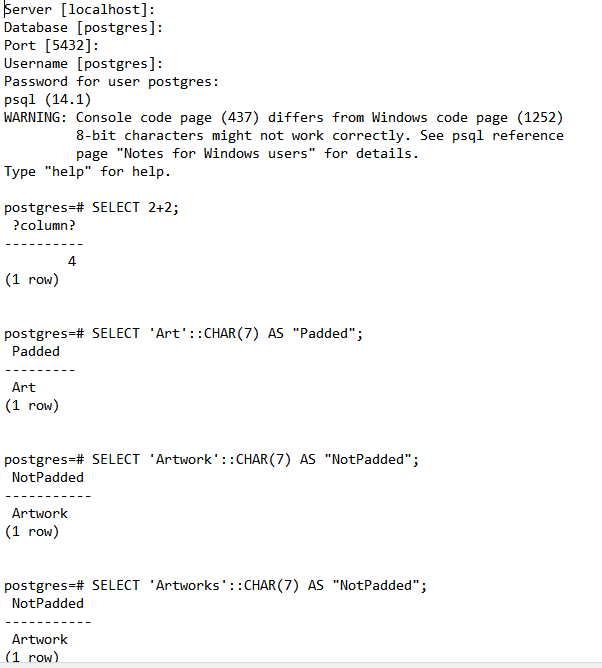 Server [localhost]:
Database [postgres]:
Port [5432]:
Username [postgres]:
Password for user postgres:
psql (14.1)
WARNING: Console code page (437) differs from Windows code page (1252)
         8-bit characters might not work correctly. See psql reference
         page "Notes for Windows users" for details.
Type "help" for help.

postgres=# SELECT 2+2;
 ?column?
----------
        4
(1 row)


postgres=# SELECT 'Art'::CHAR(7) AS "Padded";
 Padded
---------
 Art
(1 row)


postgres=# SELECT 'Artwork'::CHAR(7) AS "NotPadded";
 NotPadded
-----------
 Artwork
(1 row)


postgres=# SELECT 'Artworks'::CHAR(7) AS "NotPadded";
 NotPadded
-----------
 Artwork
(1 row)